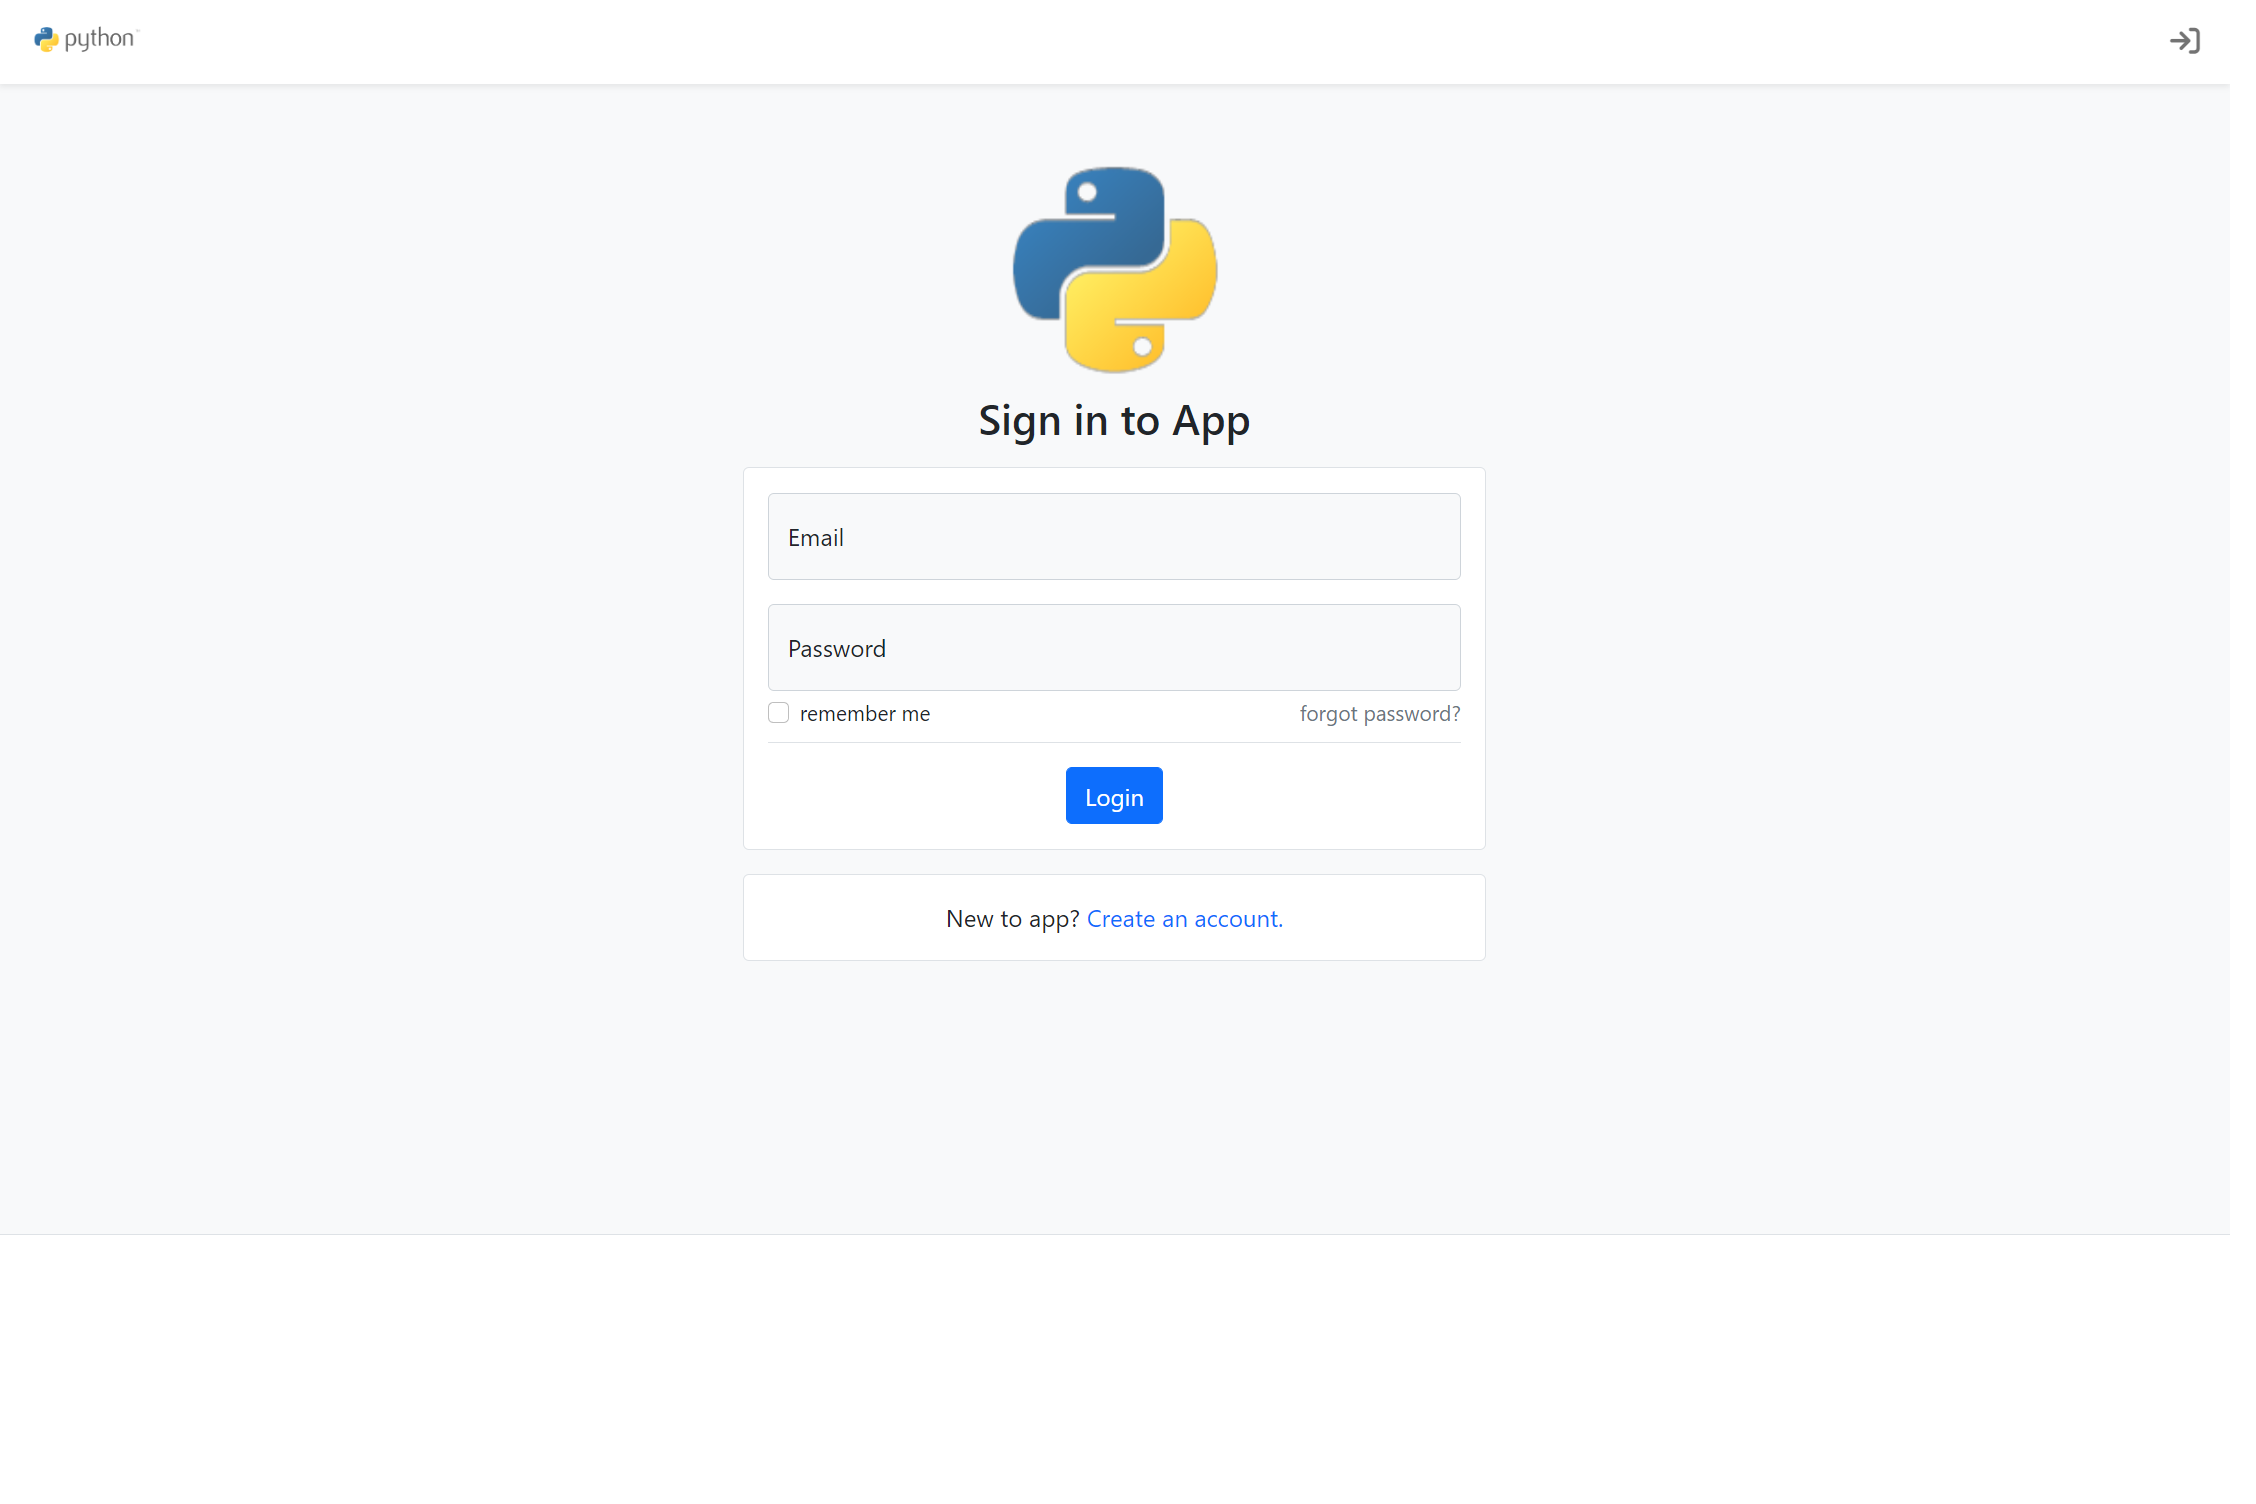 python
Sign in to App
Email
Password
remember me
forgot password?
Login
New to app? Create an account.